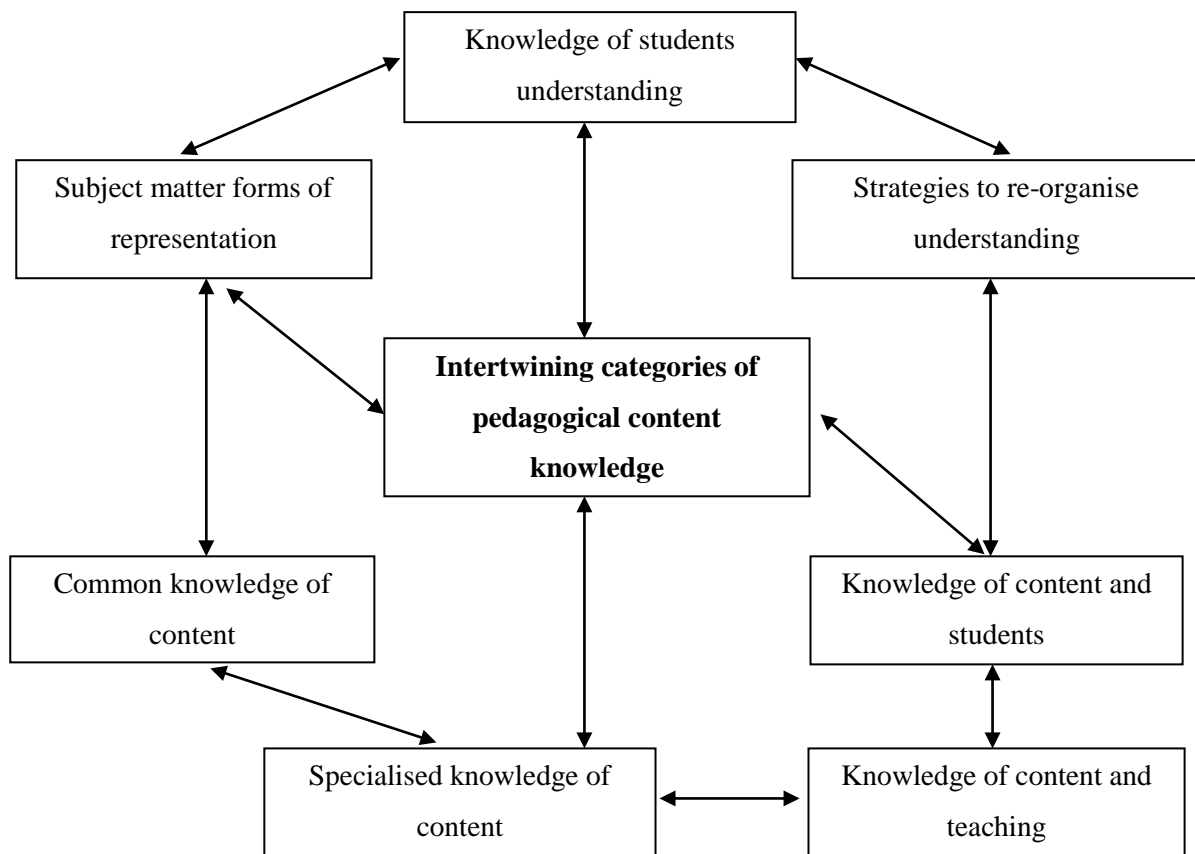 Knowledge of students
understanding
Subject matter forms of
representation
Strategies to re-organise
understanding
Intertwining categories of
pedagogical content
knowledge
Common knowledge of
content
Knowledge of content and
students
Specialised knowledge of
content
Knowledge of content and
teaching